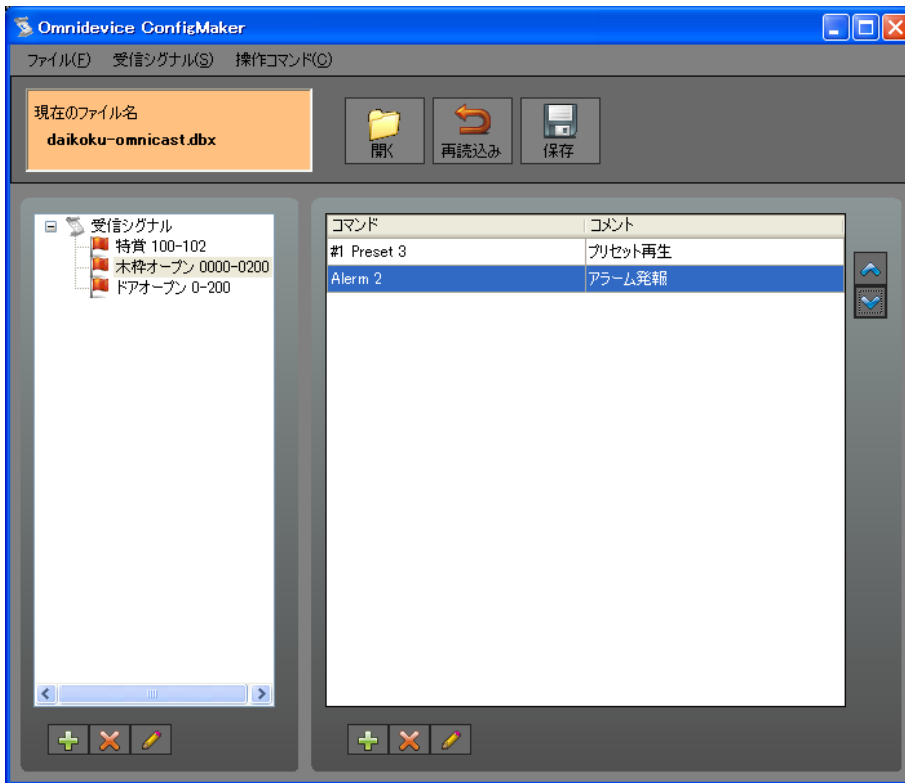 Omnidevice ConfigMaker
ファイル(F) 受信シグナル(S) 操作コマンド(C)
現在のファイル名
daikoku-omnicast.dbx
開く 再読込み 保存
受信シグナル
特賞 100-102
木枠オープン 0000-0200
ドアオープン 0-200
コマンド コメント
#1 Preset 3 プリセット再生
Alerm 2 アラーム発報